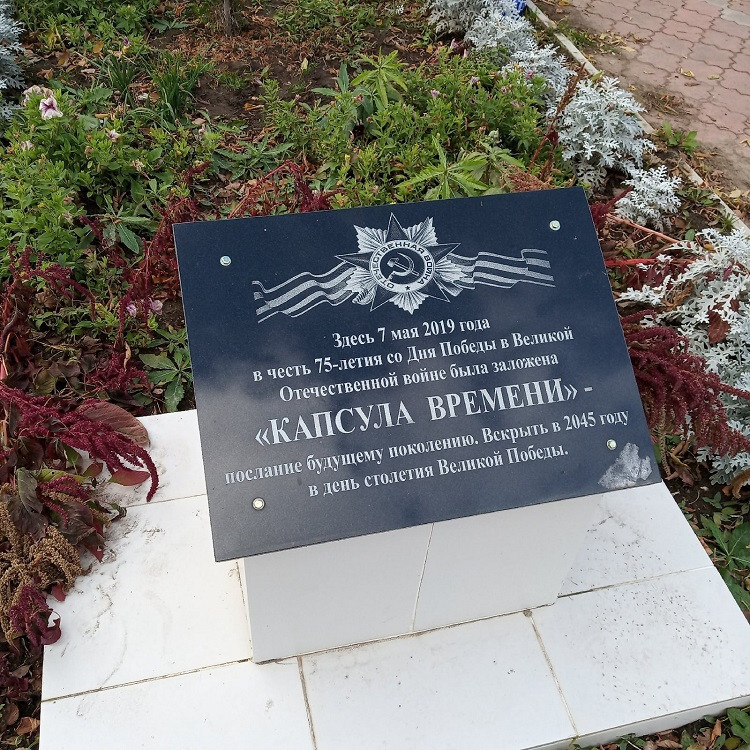 ОТЕЧЕСТВЕННАЯ ВОЙНА
Здесь 7 мая 2019 года
в честь 75-летия со Дня Победы в Великой
Отечественной войне была заложена
«КАПСУЛА ВРЕМЕНИ» -
послание будущему поколению. Вскрыть в 2045 году
в день столетия Великой Победы.